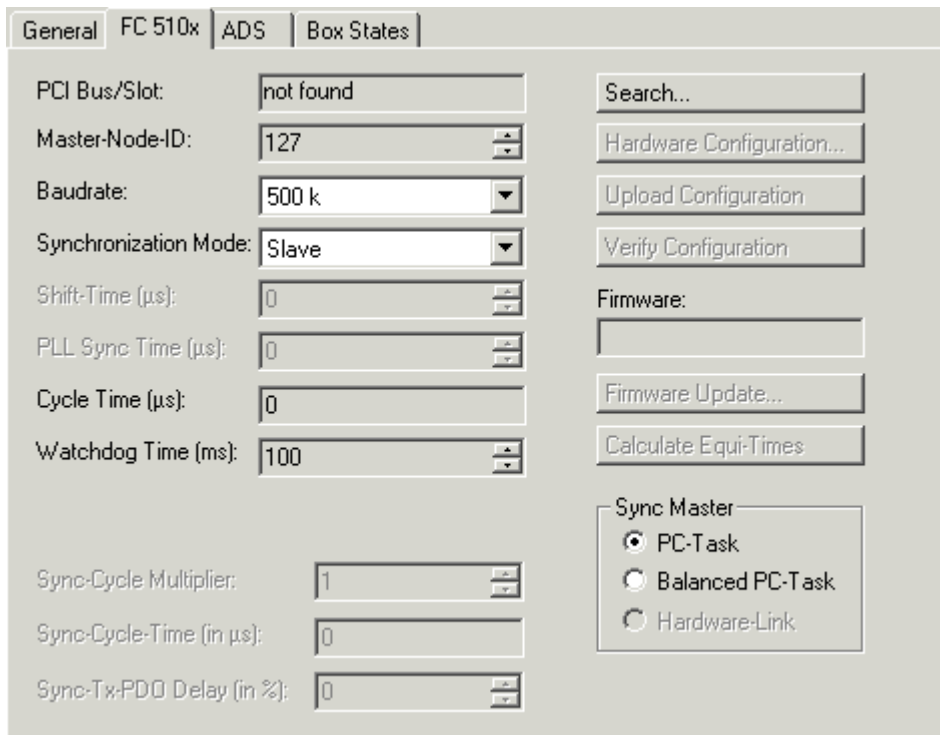 General FC 510x ADS Box States
PCI Bus/Slot: not found
Master-Node-ID: 127
Baudrate: 500 k
Synchronization Mode: Slave
Shift-Time (µs): 0
PLL Sync Time (µs): 0
Cycle Time (µs): 0
Watchdog Time (ms): 100
Sync-Cycle Multiplier: 1
Sync-Cycle-Time (in µs): 0
Sync-Tx-PDO Delay (in %): 0
Search...
Hardware Configuration...
Upload Configuration
Verify Configuration
Firmware:
Firmware Update...
Calculate Equi-Times
Sync Master
PC-Task
Balanced PC-Task
Hardware-Link